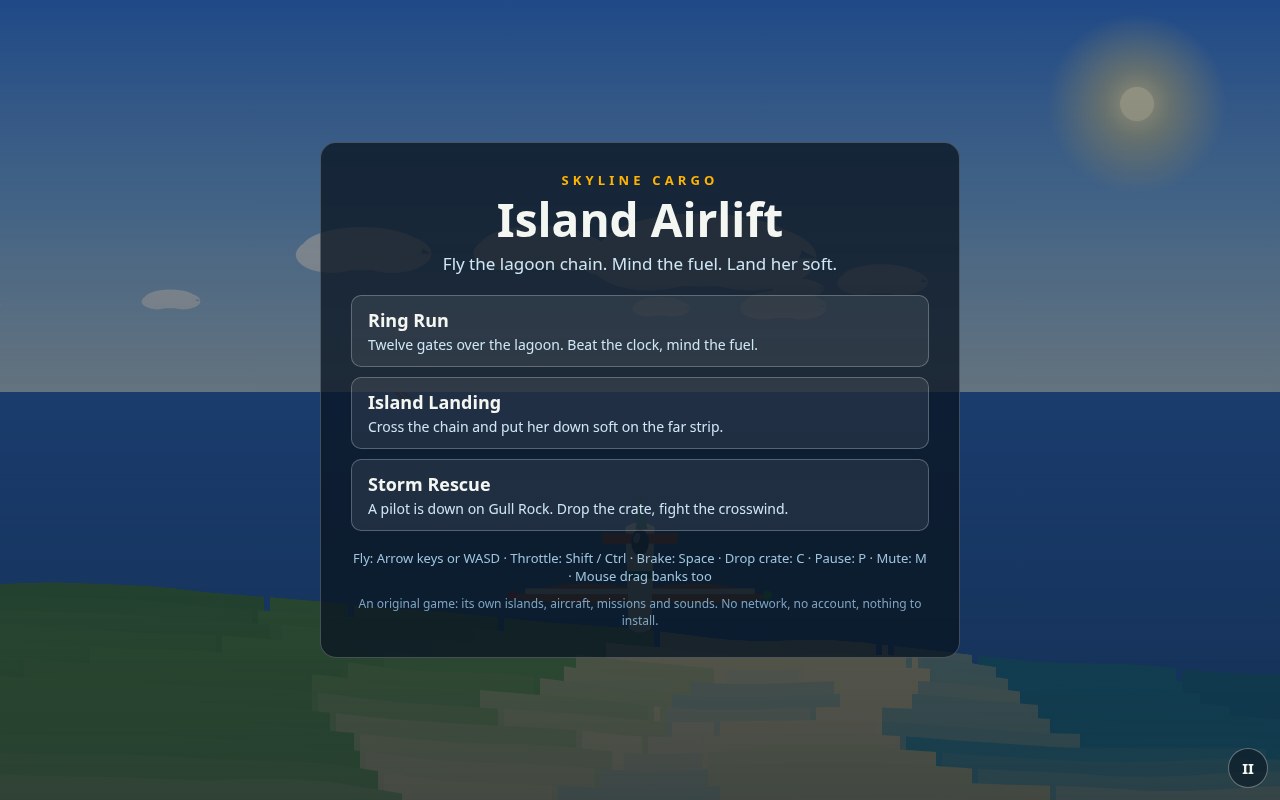 SKYLINE CARGO
Island Airlift
Fly the lagoon chain. Mind the fuel. Land her soft.
Ring Run
Twelve gates over the lagoon. Beat the clock, mind the fuel.
Island Landing
Cross the chain and put her down soft on the far strip.
Storm Rescue
A pilot is down on Gull Rock. Drop the crate, fight the crosswind.
Fly: Arrow keys or WASD · Throttle: Shift / Ctrl · Brake: Space · Drop crate: C · Pause: P · Mute: M
· Mouse drag banks too
An original game: its own islands, aircraft, missions and sounds. No network, no account, nothing to
install.
II